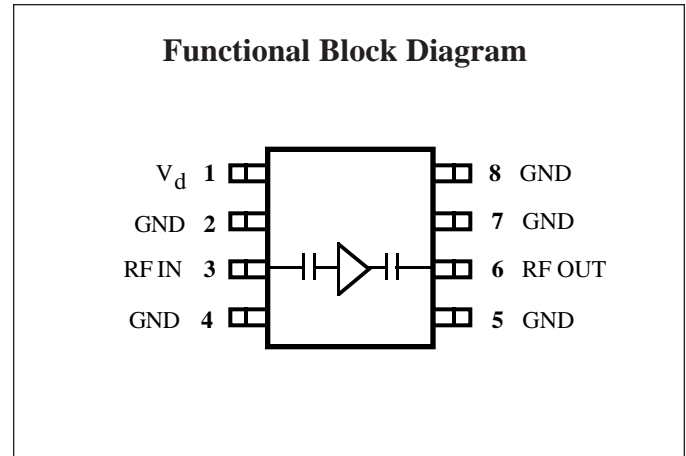 Functional Block Diagram
Vd 1 8 GND
GND 2 7 GND
RF IN 3 6 RF OUT
GND 4 5 GND